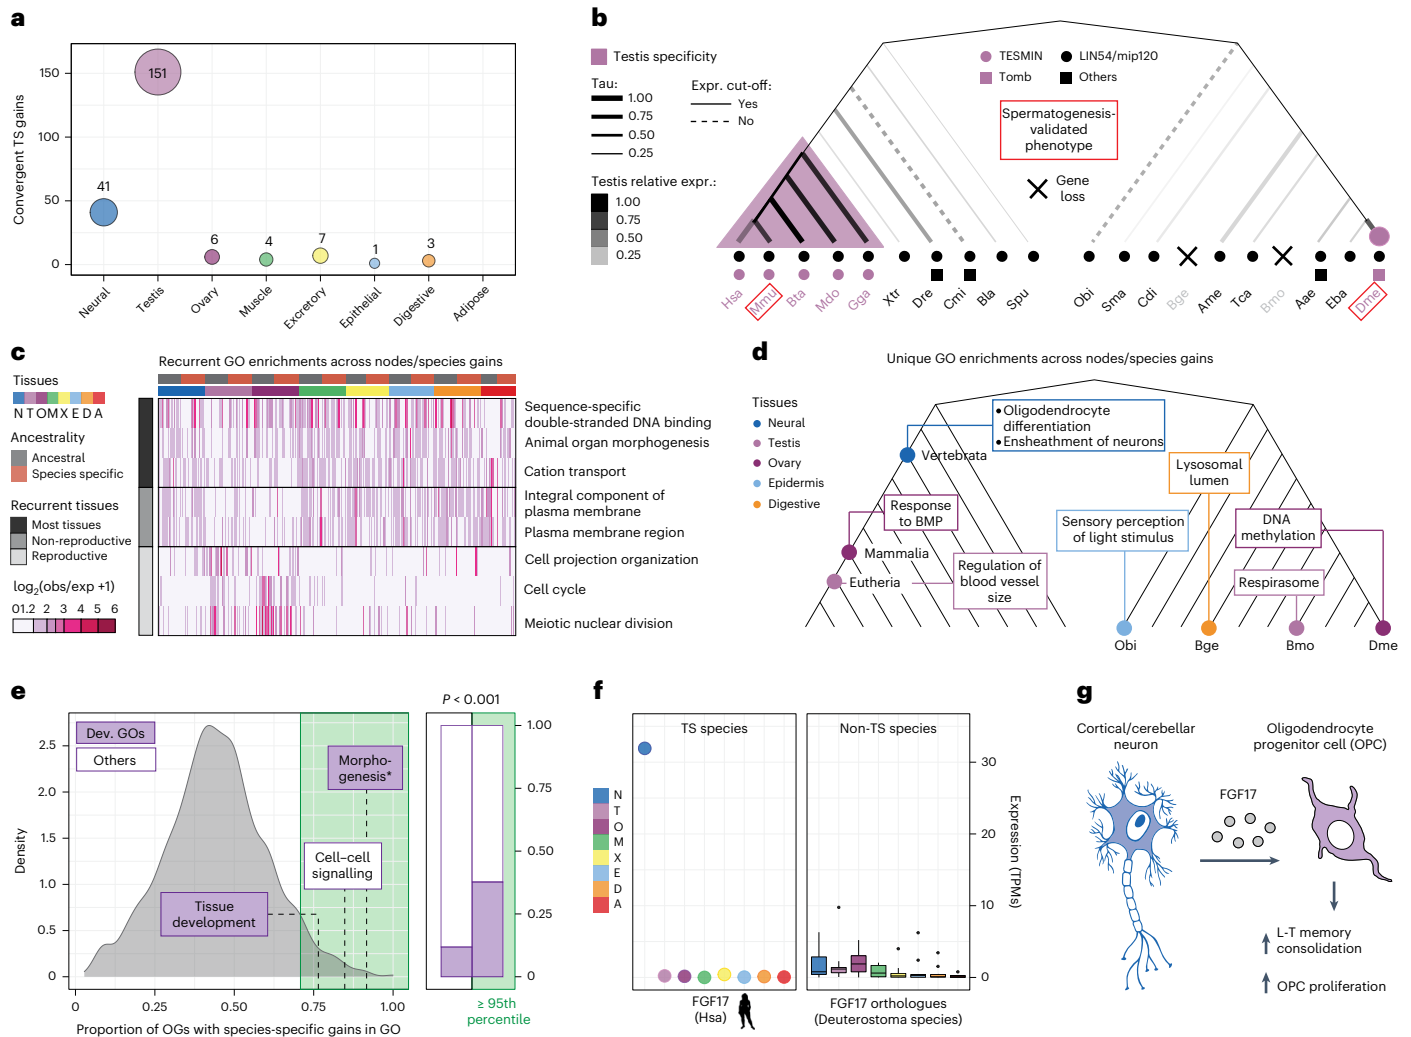 a
Convergent TS gains
150
100
50
0
151
41
6
4
7
1
3
Neural
Testis
Ovary
Muscle
Excretory
Epithelial
Digestive
Adipose
b
Testis specificity
Tau:
1.00
0.75
0.50
0.25
Expr. cut-off:
Yes
No
Testis relative expr.:
1.00
0.75
0.50
0.25
TESMIN
LIN54/mip120
Tomb
Others
Spermatogenesis-
validated
phenotype
Gene
loss
Hsa
Mmu
Bta
Mdo
Gga
Xtr
Dre
Cmi
Bla
Spu
Obi
Sma
Cdi
Bge
Ame
Tca
Bmo
Aae
Eba
Dme
c
Recurrent GO enrichments across nodes/species gains
Tissues
N T O M X E D A
Ancestrality
Ancestral
Species specific
Recurrent tissues
Most tissues
Non-reproductive
Reproductive
log2(obs/exp +1)
01.2 2 3 4 5 6
Sequence-specific
double-stranded DNA binding
Animal organ morphogenesis
Cation transport
Integral component of
plasma membrane
Plasma membrane region
Cell projection organization
Cell cycle
Meiotic nuclear division
d
Unique GO enrichments across nodes/species gains
Tissues
Neural
Testis
Ovary
Epidermis
Digestive
• Oligodendrocyte
differentiation
• Ensheathment of neurons
Vertebrata
Response
to BMP
Mammalia
Eutheria
Regulation of
blood vessel
size
Lysosomal
lumen
Sensory perception
of light stimulus
DNA
methylation
Respirasome
Obi
Bge
Bmo
Dme
e
Density
2.5
2.0
1.5
1.0
0.5
0
Dev. GOs
Others
Morpho-
genesis*
Cell–cell
signalling
Tissue
development
0
0.25
0.50
0.75
1.00
Proportion of OGs with species-specific gains in GO
P < 0.001
1.00
0.75
0.50
0.25
0
≥ 95th
percentile
f
TS species
Non-TS species
N
T
O
M
X
E
D
A
30
20
10
0
Expression (TPMs)
FGF17
(Hsa)
FGF17 orthologues
(Deuterostoma species)
g
Cortical/cerebellar
neuron
Oligodendrocyte
progenitor cell (OPC)
FGF17
L-T memory
consolidation
OPC proliferation